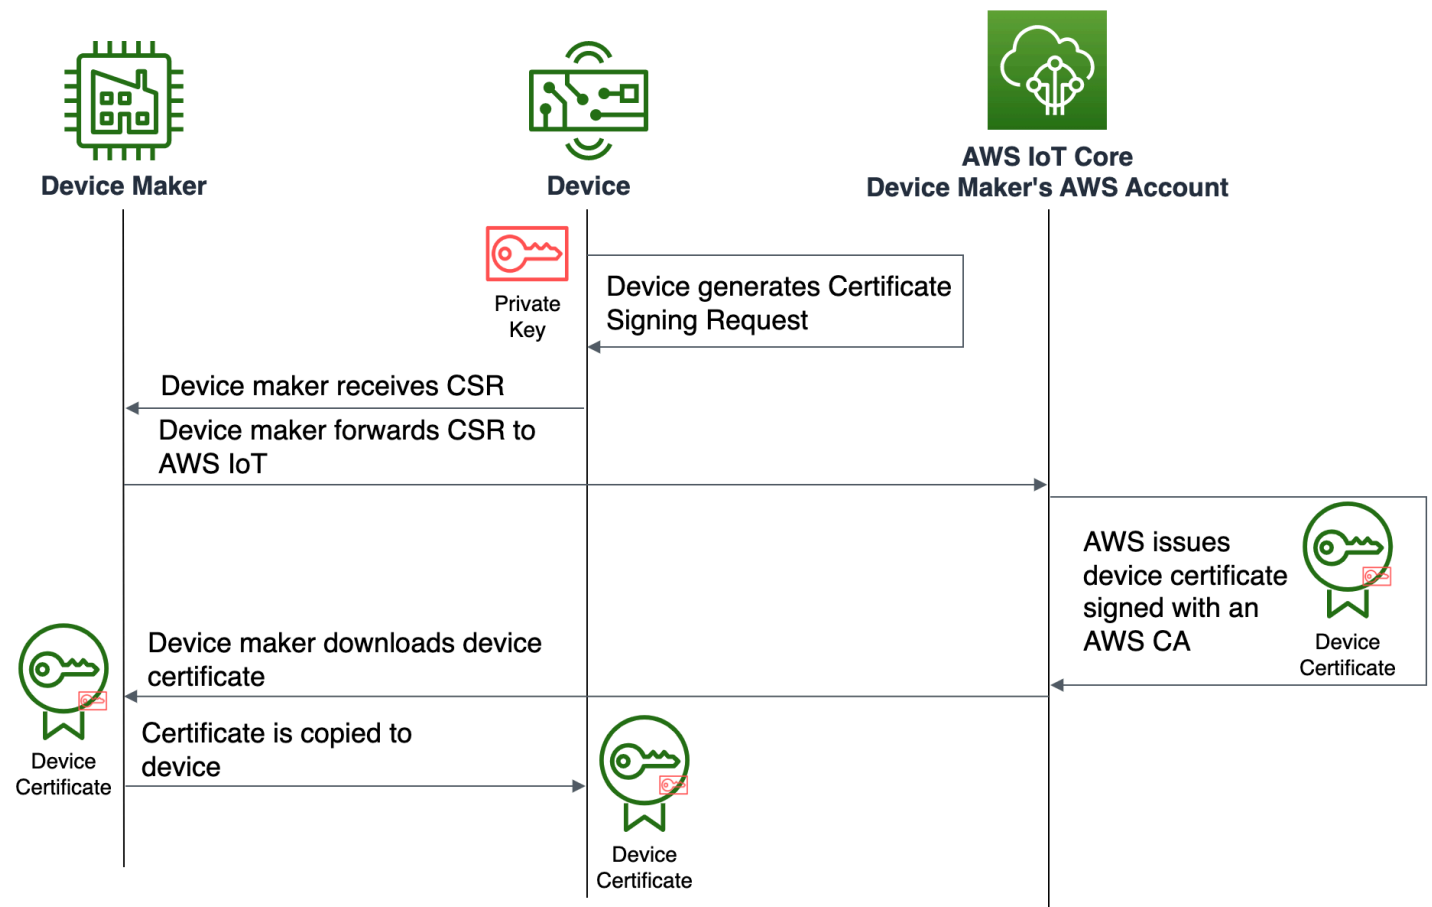 Device Maker
Device
AWS IoT Core
Device Maker's AWS Account
Private
Key
Device generates Certificate
Signing Request
Device maker receives CSR
Device maker forwards CSR to
AWS IoT
AWS issues
device certificate
signed with an
AWS CA
Device
Certificate
Device maker downloads device
certificate
Device
Certificate
Certificate is copied to
device
Device
Certificate